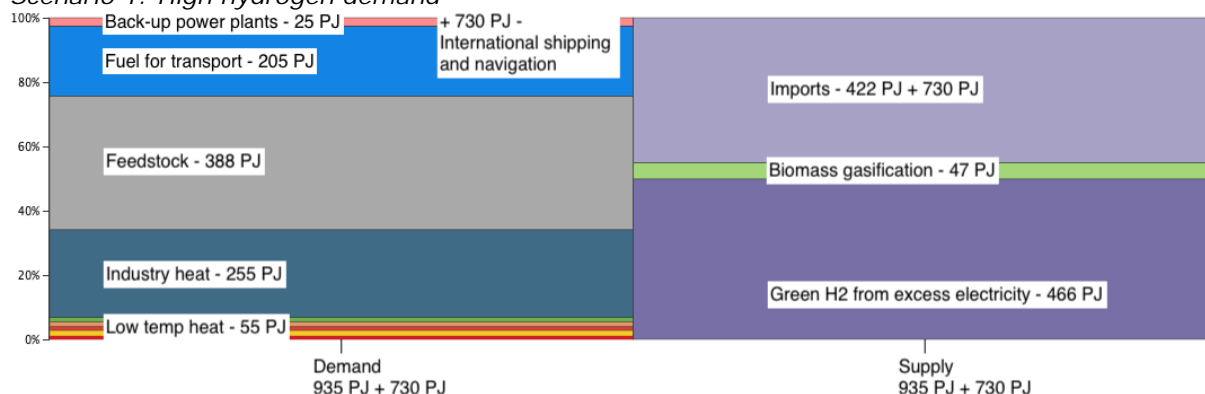 Scenario 1: High hydrogen demand
100%
80%
60%
40%
20%
0%
Back-up power plants - 25 PJ
+ 730 PJ -
International shipping
and navigation
Fuel for transport - 205 PJ
Feedstock - 388 PJ
Industry heat - 255 PJ
Low temp heat - 55 PJ
Imports - 422 PJ + 730 PJ
Biomass gasification - 47 PJ
Green H2 from excess electricity - 466 PJ
Demand
935 PJ + 730 PJ
Supply
935 PJ + 730 PJ